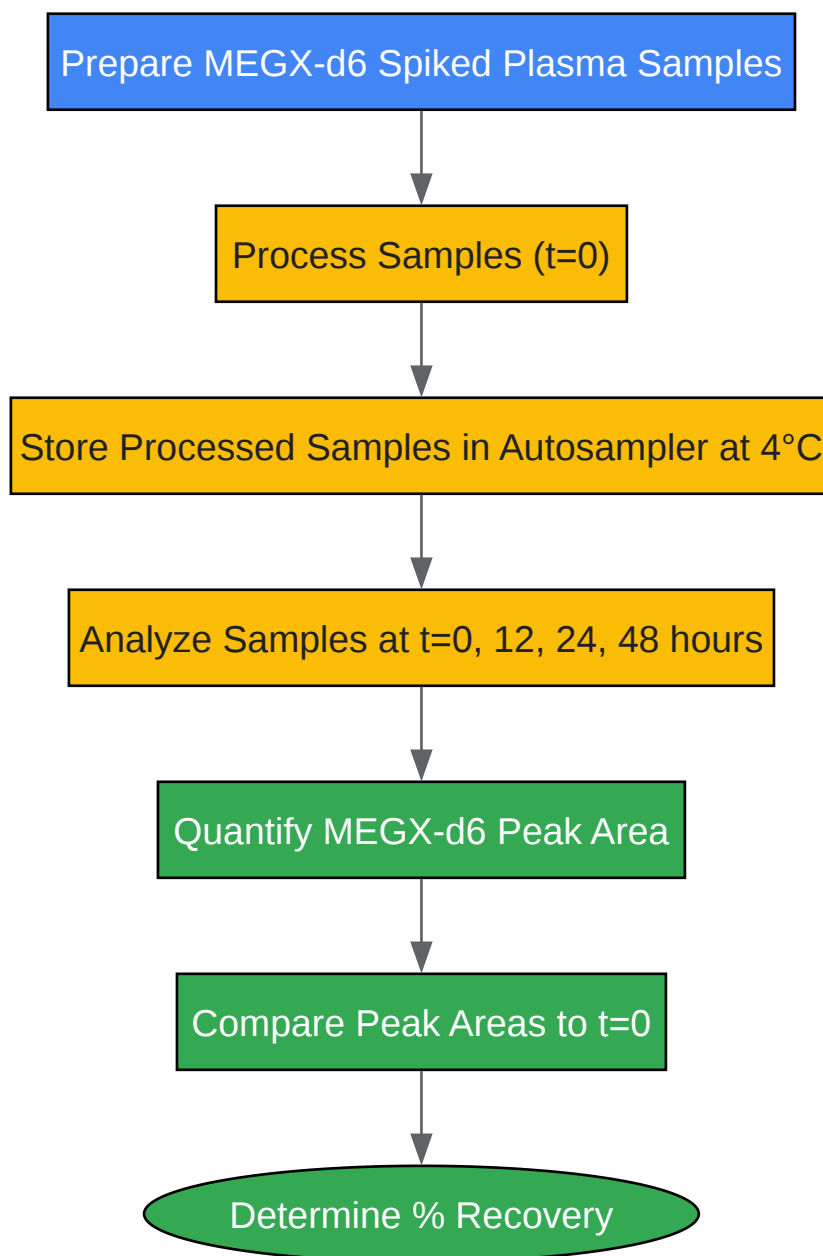 Prepare MEGX-d6 Spiked Plasma Samples
Process Samples (t=0)
Store Processed Samples in Autosampler at 4°C
Analyze Samples at t=0, 12, 24, 48 hours
Quantify MEGX-d6 Peak Area
Compare Peak Areas to t=0
Determine % Recovery